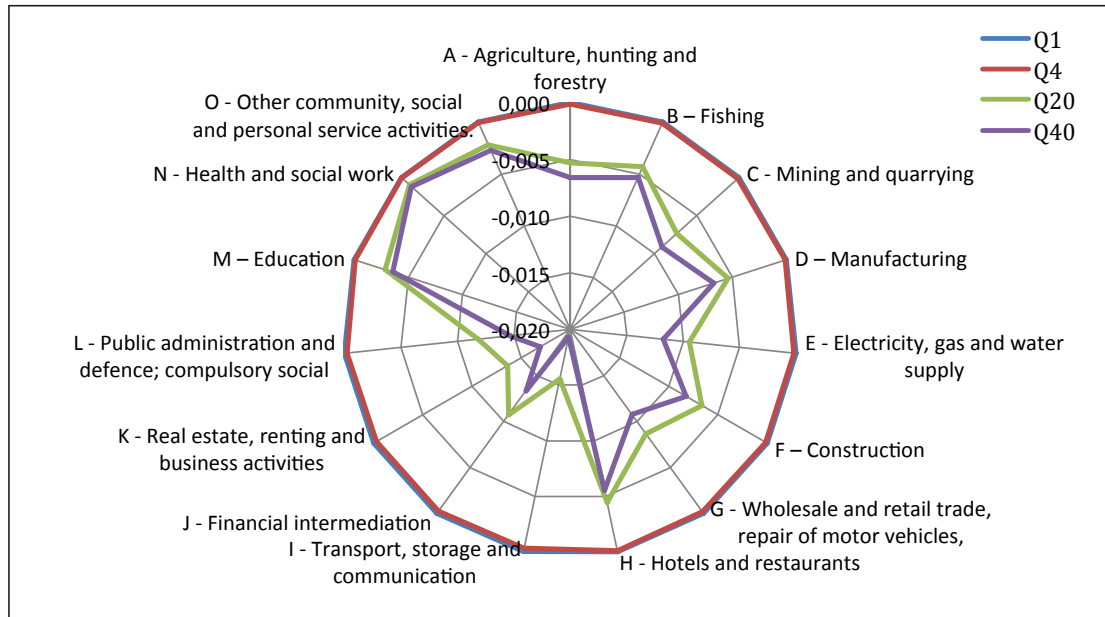 A - Agriculture, hunting and
forestry
B – Fishing
C - Mining and quarrying
D – Manufacturing
E - Electricity, gas and water
supply
F – Construction
G - Wholesale and retail trade,
repair of motor vehicles,
H - Hotels and restaurants
I - Transport, storage and
communication
J - Financial intermediation
K - Real estate, renting and
business activities
L - Public administration and
defence; compulsory social
M – Education
N - Health and social work
O - Other community, social
and personal service activities.
0,000
-0,005
-0,010
-0,015
-0,020
Q1
Q4
Q20
Q40